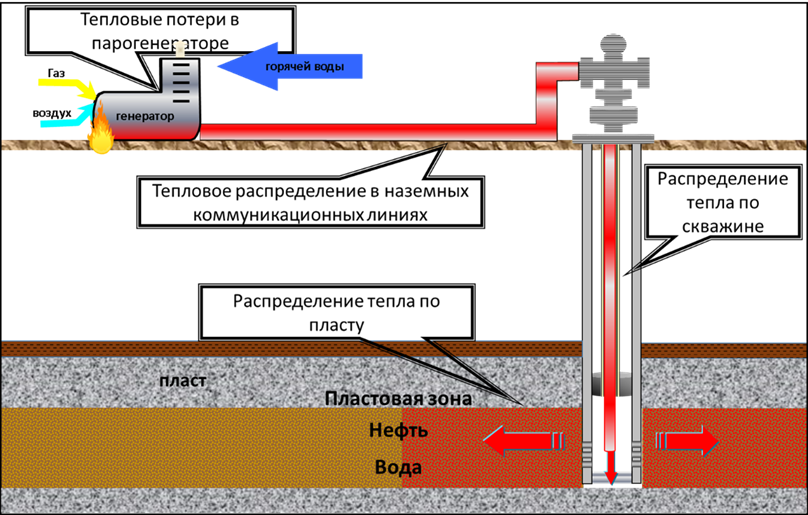 Тепловые потери в
парогенераторе
горячей воды
Газ
воздух
генератор
Тепловое распределение в наземных
коммуникационных линиях
Распределение
тепла по
скважине
Распределение тепла по
пласту
пласт
Пластовая зона
Нефть
Вода